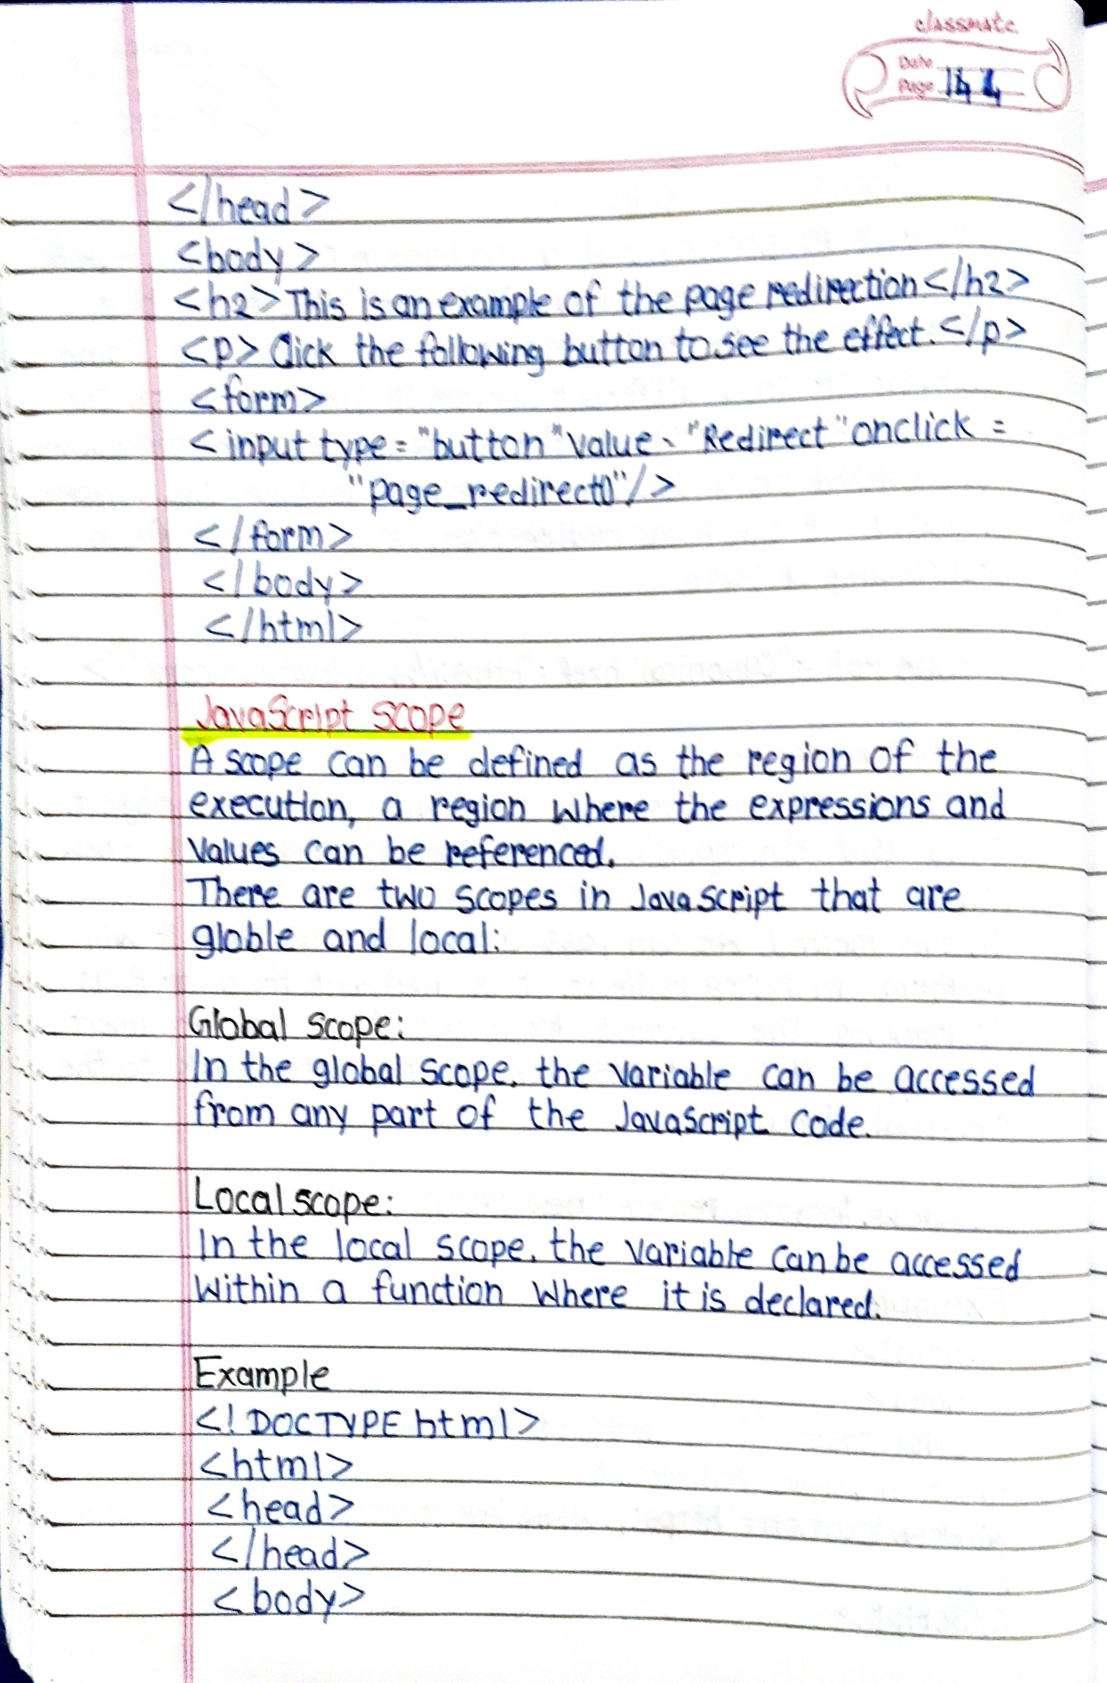 classmate
Date
Page 144
</head>
<body>
<h2>This is an example of the page redirection</h2>
<p> Click the following button to see the effect.</p>
<form>
<input type="button" value="Redirect" onclick =
"page_redirect()"/>
</form>
</body>
</html>
JavaScript scope
A scope can be defined as the region of the
execution, a region where the expressions and
values can be referenced.
There are two scopes in JavaScript that are
globle and local:
Global scope:
In the global scope, the variable can be accessed
from any part of the JavaScript code.
Local scope:
In the local scope, the variable can be accessed
within a function where it is declared.
Example
<!DOCTYPE html>
<html>
<head>
</head>
<body>